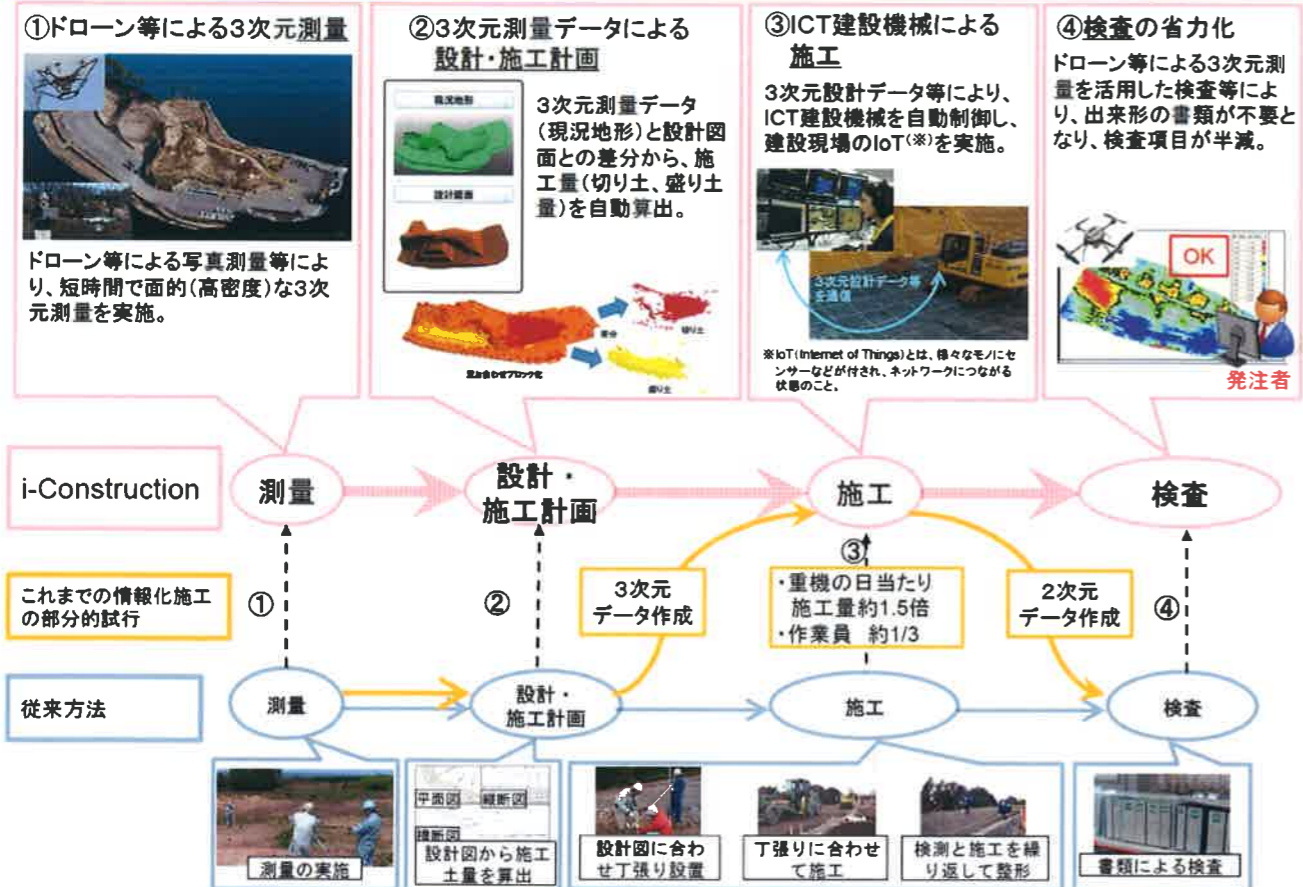 ①ドローン等による3次元測量
ドローン等による写真測量等によ
り、短時間で面的(高密度)な3次
元測量を実施。
②3次元測量データによる
設計・施工計画
現況地形
設計図面
3次元測量データ
(現況地形)と設計図
面との差分から、施
工量(切り土、盛り土
量)を自動算出。
差分
切り土
重ね合わせブロック化
盛り土
③ICT建設機械による
施工
3次元設計データ等により、
ICT建設機械を自動制御し、
建設現場のIoT(※)を実施。
3次元設計データ等
を通信
※IoT(Internet of Things)とは、様々なモノにセ
ンサーなどが付され、ネットワークにつながる
状態のこと。
④検査の省力化
ドローン等による3次元測
量を活用した検査等によ
り、出来形の書類が不要と
なり、検査項目が半減。
OK
発注者
i-Construction
測量
設計・
施工計画
施工
検査
これまでの情報化施工
の部分的試行
①
②
3次元
データ作成
③
・重機の日当たり
施工量約1.5倍
・作業員 約1/3
2次元
データ作成
④
従来方法
測量
設計・
施工計画
施工
検査
測量の実施
平面図
縦断図
横断図
設計図から施工
土量を算出
設計図に合わ
せ丁張り設置
丁張りに合わせ
て施工
検測と施工を繰
り返して整形
書類による検査